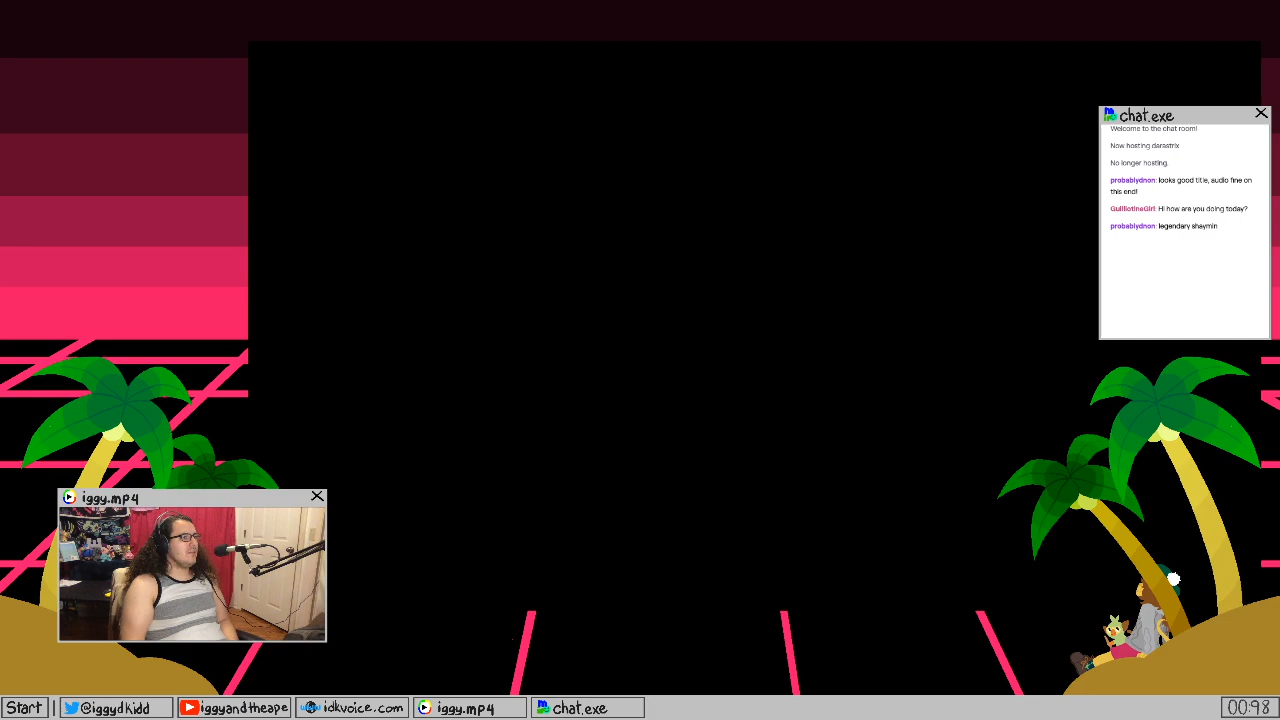 chat.exe
Welcome to the chat room!
Now hosting darastrix
No longer hosting.
probablydnon: looks good title, audio fine on
this end!
GuillotineGirl: Hi how are you doing today?
probablydnon: legendary shaymin
iggy.mp4
Start
@iggydkidd
iggyandtheape
idkvoice.com
iggy.mp4
chat.exe
00:98